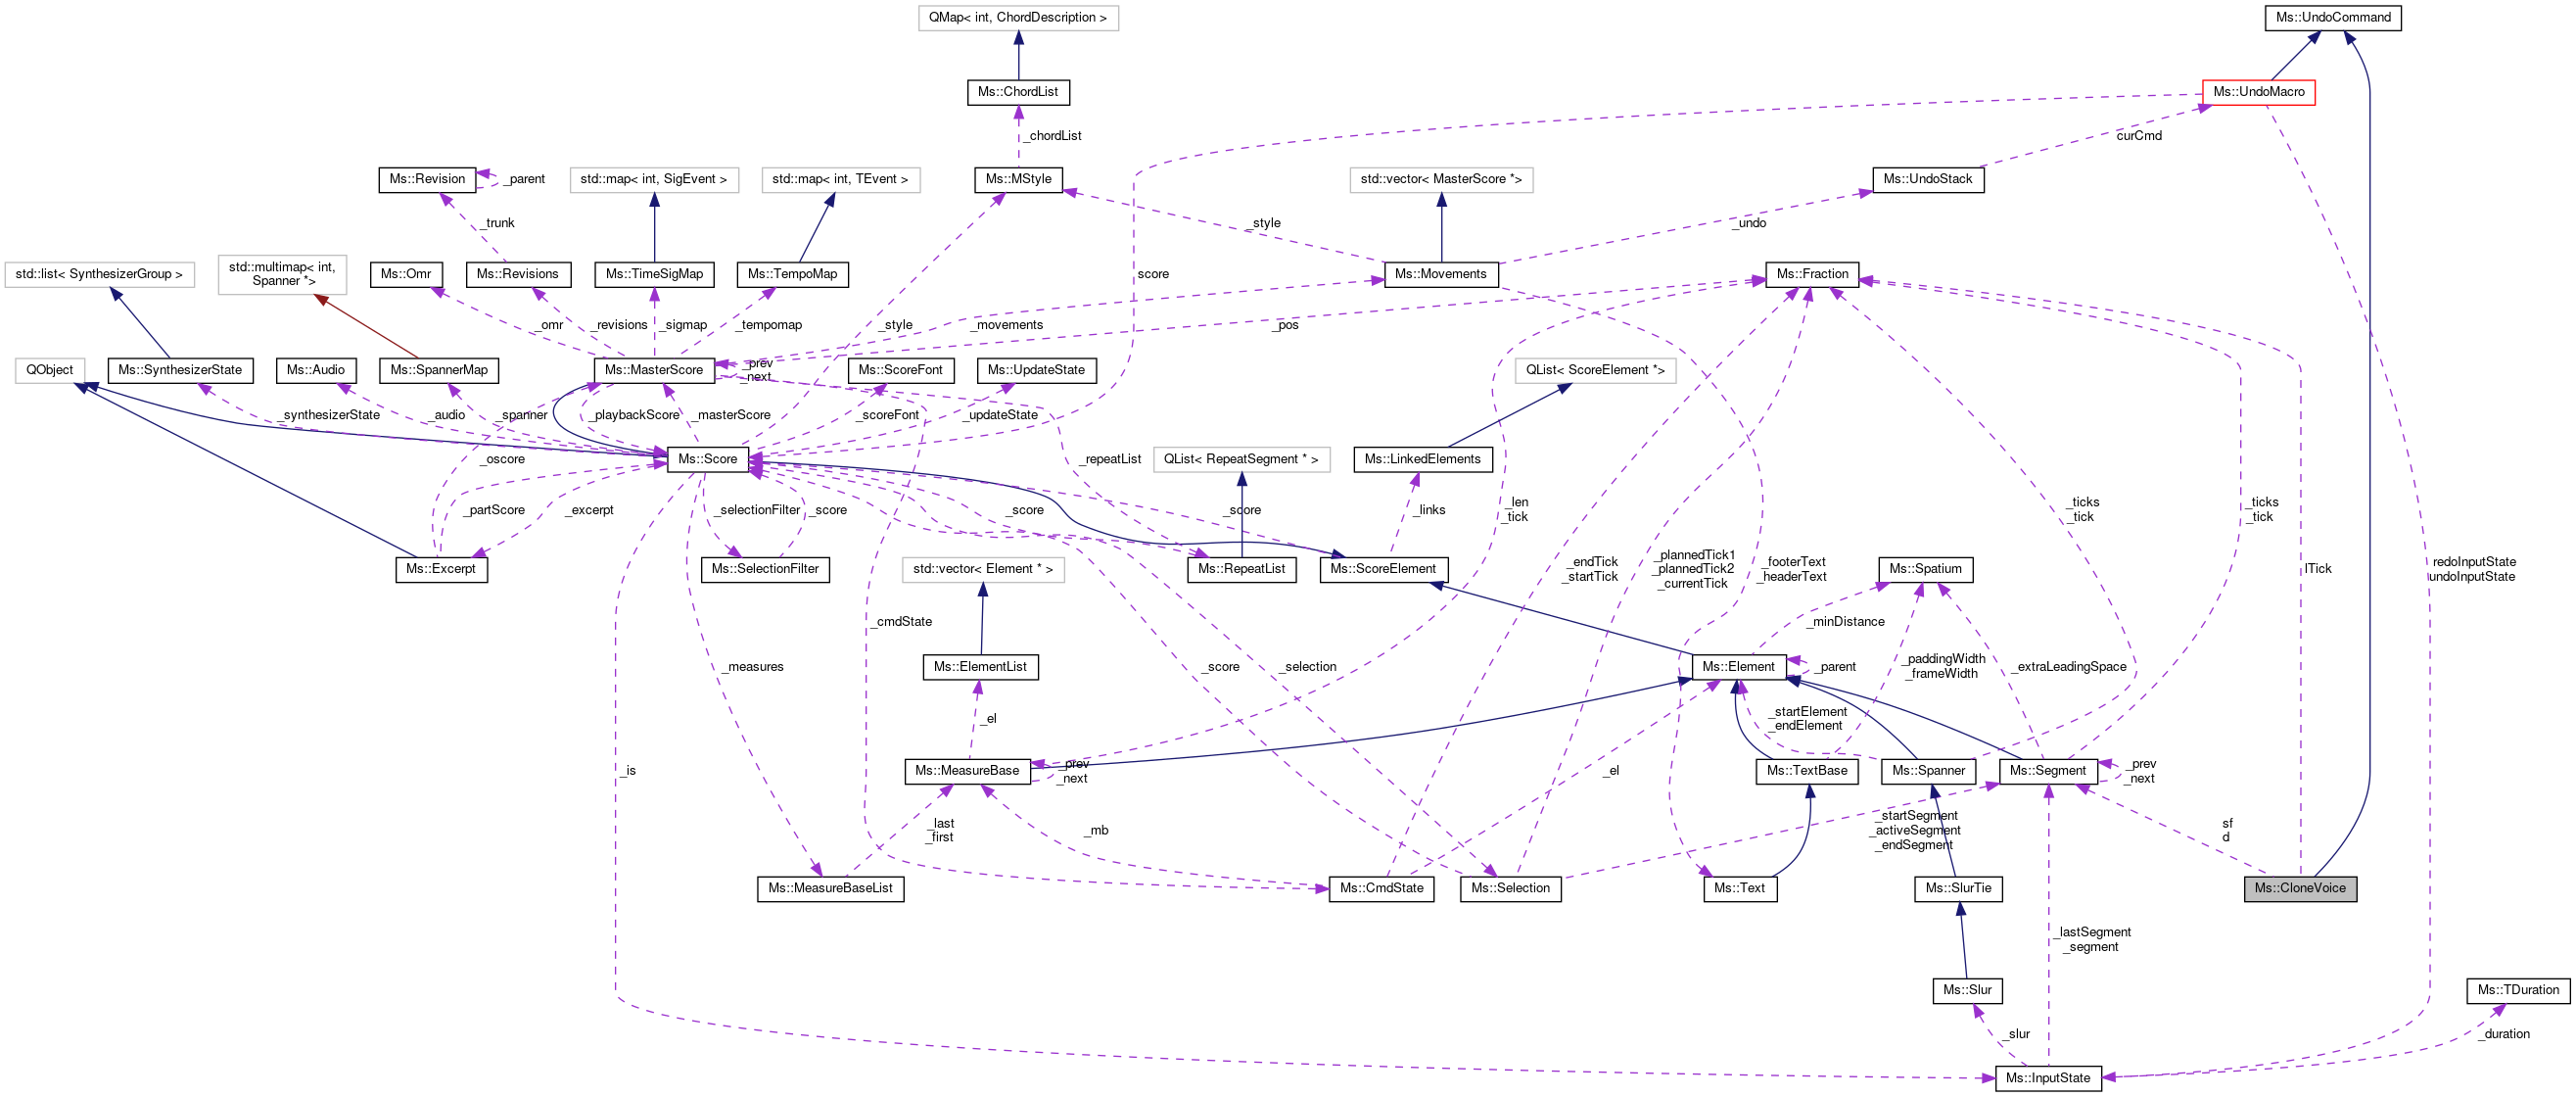 QMap< int, ChordDescription >
Ms::UndoCommand
Ms::ChordList
Ms::UndoMacro
_chordList
curCmd
Ms::Revision
_parent
std::map< int, SigEvent >
std::map< int, TEvent >
Ms::MStyle
std::vector< MasterScore *>
Ms::UndoStack
_trunk
_style
_undo
std::list< SynthesizerGroup >
std::multimap< int,
Spanner *>
Ms::Omr
Ms::Revisions
Ms::TimeSigMap
Ms::TempoMap
score
Ms::Movements
Ms::Fraction
_omr
_revisions
_sigmap
_tempomap
_style
_movements
_pos
QObject
Ms::SynthesizerState
Ms::Audio
Ms::SpannerMap
Ms::MasterScore
_prev
_next
Ms::ScoreFont
Ms::UpdateState
QList< ScoreElement *>
_synthesizerState
_audio
_spanner
_playbackScore
_masterScore
_scoreFont
_updateState
_oscore
Ms::Score
_repeatList
QList< RepeatSegment * >
Ms::LinkedElements
_partScore
_excerpt
_selectionFilter
_score
_score
_score
_links
_len
_tick
_ticks
_tick
_ticks
_tick
Ms::Excerpt
Ms::SelectionFilter
std::vector< Element * >
Ms::RepeatList
Ms::ScoreElement
_endTick
_startTick
_plannedTick1
_plannedTick2
_currentTick
_footerText
_headerText
Ms::Spatium
lTick
redoInputState
undoInputState
_cmdState
_minDistance
_measures
Ms::ElementList
_score
_selection
Ms::Element
_parent
_paddingWidth
_frameWidth
_extraLeadingSpace
_el
_startElement
_endElement
_is
Ms::MeasureBase
_prev
_next
_el
Ms::TextBase
Ms::Spanner
Ms::Segment
_prev
_next
_last
_first
_mb
_startSegment
_activeSegment
_endSegment
sf
d
Ms::MeasureBaseList
Ms::CmdState
Ms::Selection
Ms::Text
Ms::SlurTie
Ms::CloneVoice
_lastSegment
_segment
Ms::Slur
Ms::TDuration
_slur
_duration
Ms::InputState